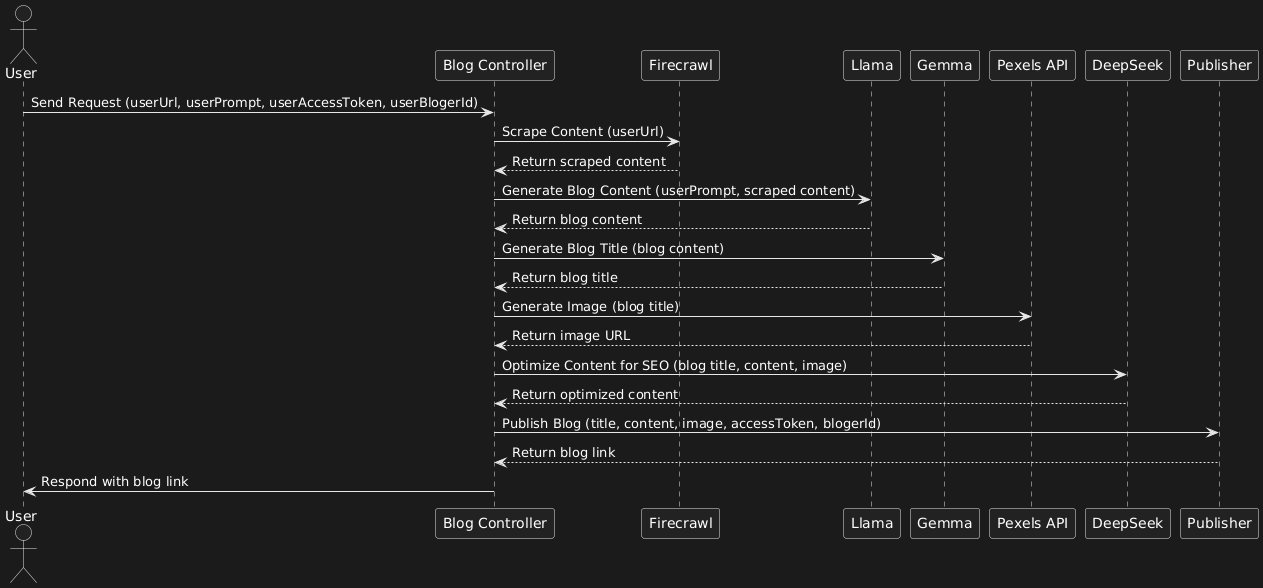 User
Blog Controller
Firecrawl
Llama
Gemma
Pexels API
DeepSeek
Publisher
Send Request (userUrl, userPrompt, userAccessToken, userBlogerId)
Scrape Content (userUrl)
Return scraped content
Generate Blog Content (userPrompt, scraped content)
Return blog content
Generate Blog Title (blog content)
Return blog title
Generate Image (blog title)
Return image URL
Optimize Content for SEO (blog title, content, image)
Return optimized content
Publish Blog (title, content, image, accessToken, blogerId)
Return blog link
Respond with blog link
User
Blog Controller
Firecrawl
Llama
Gemma
Pexels API
DeepSeek
Publisher